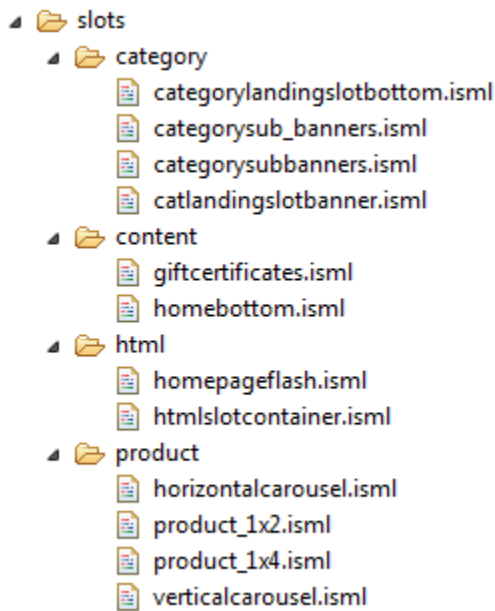 slots
category
categorylandingslotbottom.isml
categorysub_banners.isml
categorysubbanners.isml
catlandingslotbanner.isml
content
giftcertificates.isml
homebottom.isml
html
homepageflash.isml
htmlslotcontainer.isml
product
horizontalcarousel.isml
product_1x2.isml
product_1x4.isml
verticalcarousel.isml